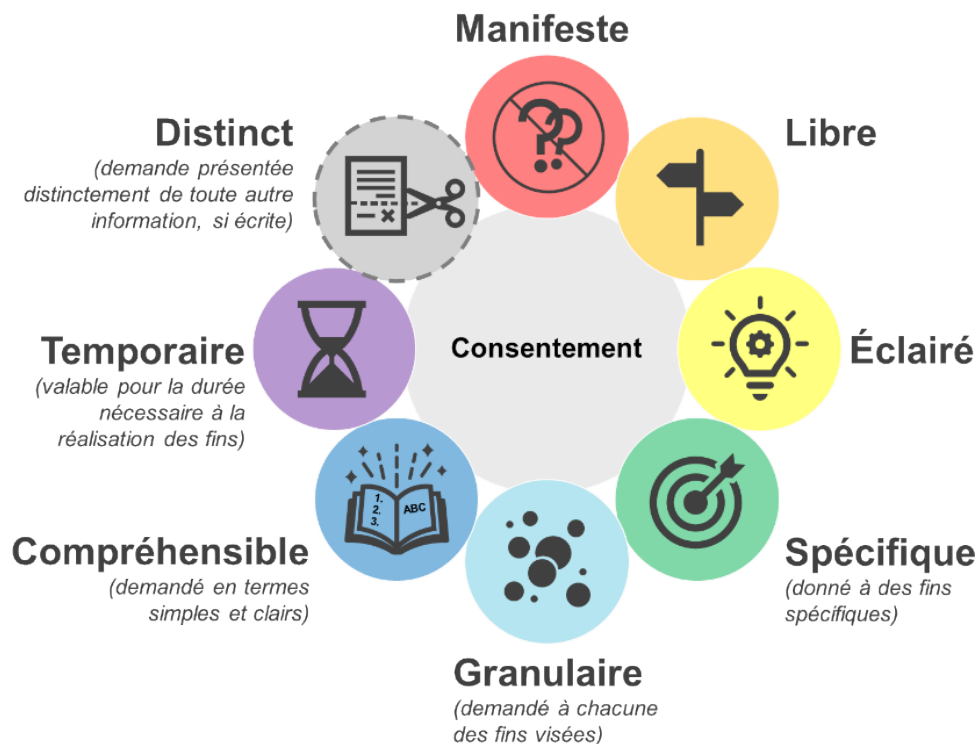 Manifeste
Libre
Éclairé
Spécifique
(donné à des fins
spécifiques)
Granulaire
(demandé à chacune
des fins visées)
Compréhensible
(demandé en termes
simples et clairs)
1.
2.
3.
ABC
Temporaire
(valable pour la durée
nécessaire à la
réalisation des fins)
Distinct
(demande présentée
distinctement de toute autre
information, si écrite)
Consentement